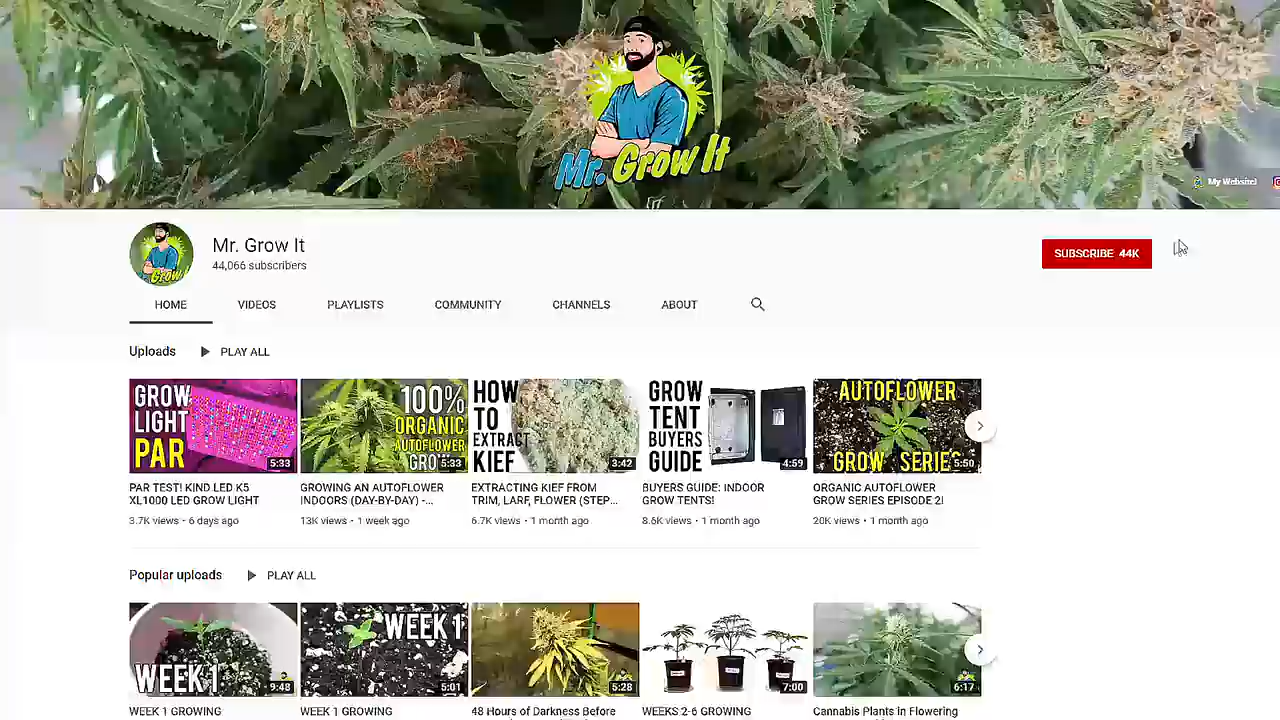 Mr. Grow It
My Website!
Mr. Grow It
44,066 subscribers
SUBSCRIBE 44K
HOME VIDEOS PLAYLISTS COMMUNITY CHANNELS ABOUT
Uploads PLAY ALL
GROW
LIGHT
PAR
5:33
100%
ORGANIC
AUTOFLOWER
GROW
5:33
HOW
TO
EXTRACT
KIEF
3:42
GROW
TENT
BUYERS
GUIDE
4:59
AUTOFLOWER
GROW SERIES
5:50
PAR TEST! KIND LED K5
XL1000 LED GROW LIGHT
3.7K views • 6 days ago
GROWING AN AUTOFLOWER
INDOORS (DAY-BY-DAY) -...
13K views • 1 week ago
EXTRACTING KIEF FROM
TRIM, LARF, FLOWER (STEP...
6.7K views • 1 month ago
BUYERS GUIDE: INDOOR
GROW TENTS!
8.6K views • 1 month ago
ORGANIC AUTOFLOWER
GROW SERIES EPISODE 2!
20K views • 1 month ago
Popular uploads PLAY ALL
WEEK 1
9:48
WEEK 1
5:01
5:28
7:00
6:17
WEEK 1 GROWING
WEEK 1 GROWING
48 Hours of Darkness Before
WEEKS 2-6 GROWING
Cannabis Plants in Flowering